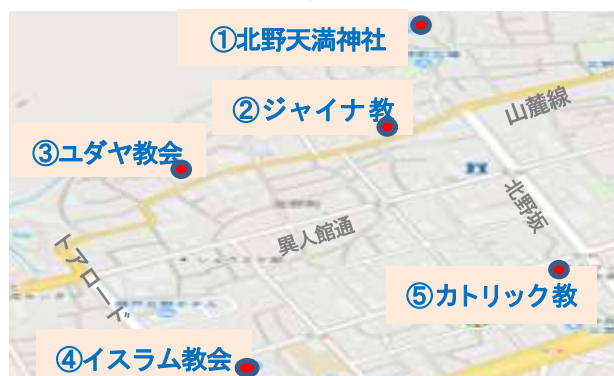 ①北野天満神社
②ジャイナ教
山麓線
③ユダヤ教会
北野坂
異人館通
トアロード
⑤カトリック教
④イスラム教会